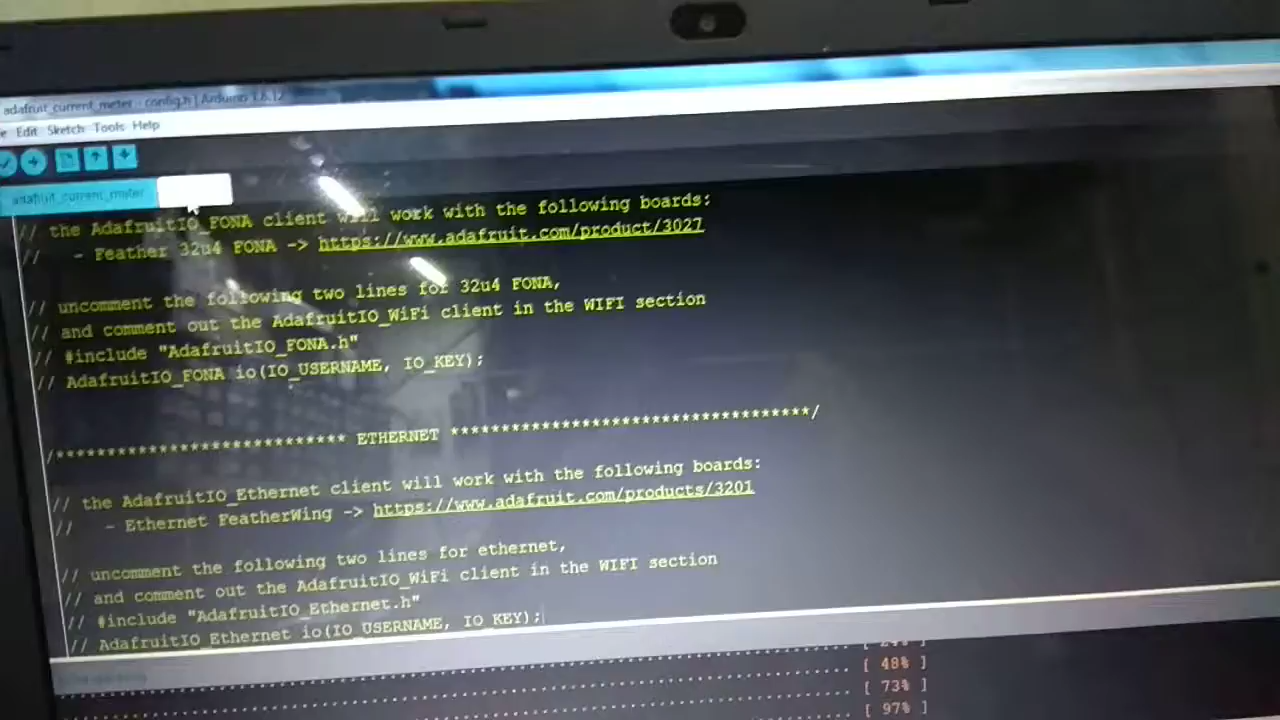 adafruit_current_meter - config.h | Arduino 1.6.12
Edit Sketch Tools Help
adafruit_current_meter
// the AdafruitIO_FONA client will work with the following boards:
// - Feather 32u4 FONA -> https://www.adafruit.com/product/3027
// uncomment the following two lines for 32u4 FONA,
// and comment out the AdafruitIO_WiFi client in the WIFI section
// #include "AdafruitIO_FONA.h"
// AdafruitIO_FONA io(IO_USERNAME, IO_KEY);
/**************************** ETHERNET ***********************************/
// the AdafruitIO_Ethernet client will work with the following boards:
// - Ethernet FeatherWing -> https://www.adafruit.com/products/3201
// uncomment the following two lines for ethernet,
// and comment out the AdafruitIO_WiFi client in the WIFI section
// #include "AdafruitIO_Ethernet.h"
// AdafruitIO_Ethernet io(IO_USERNAME, IO_KEY);
[ 48% ]
[ 73% ]
[ 97% ]